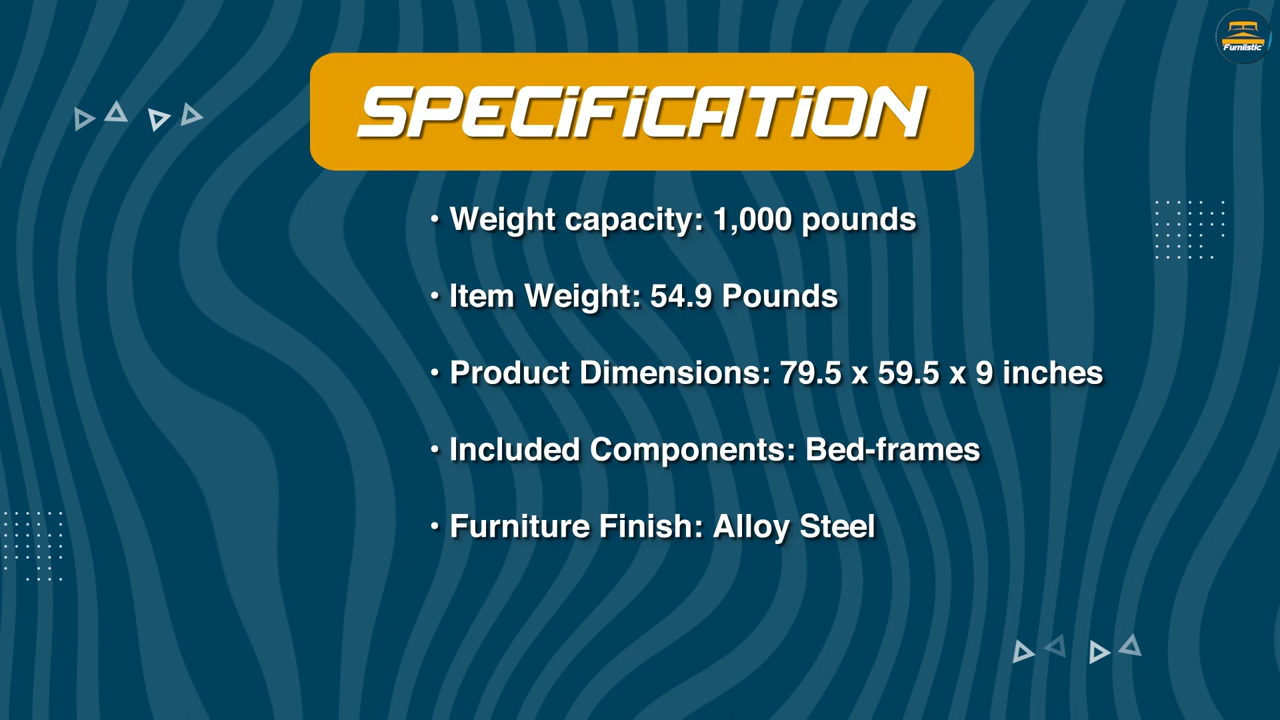 Furniistic
SPECiFiCATiON
• Weight capacity: 1,000 pounds
• Item Weight: 54.9 Pounds
• Product Dimensions: 79.5 x 59.5 x 9 inches
• Included Components: Bed-frames
• Furniture Finish: Alloy Steel